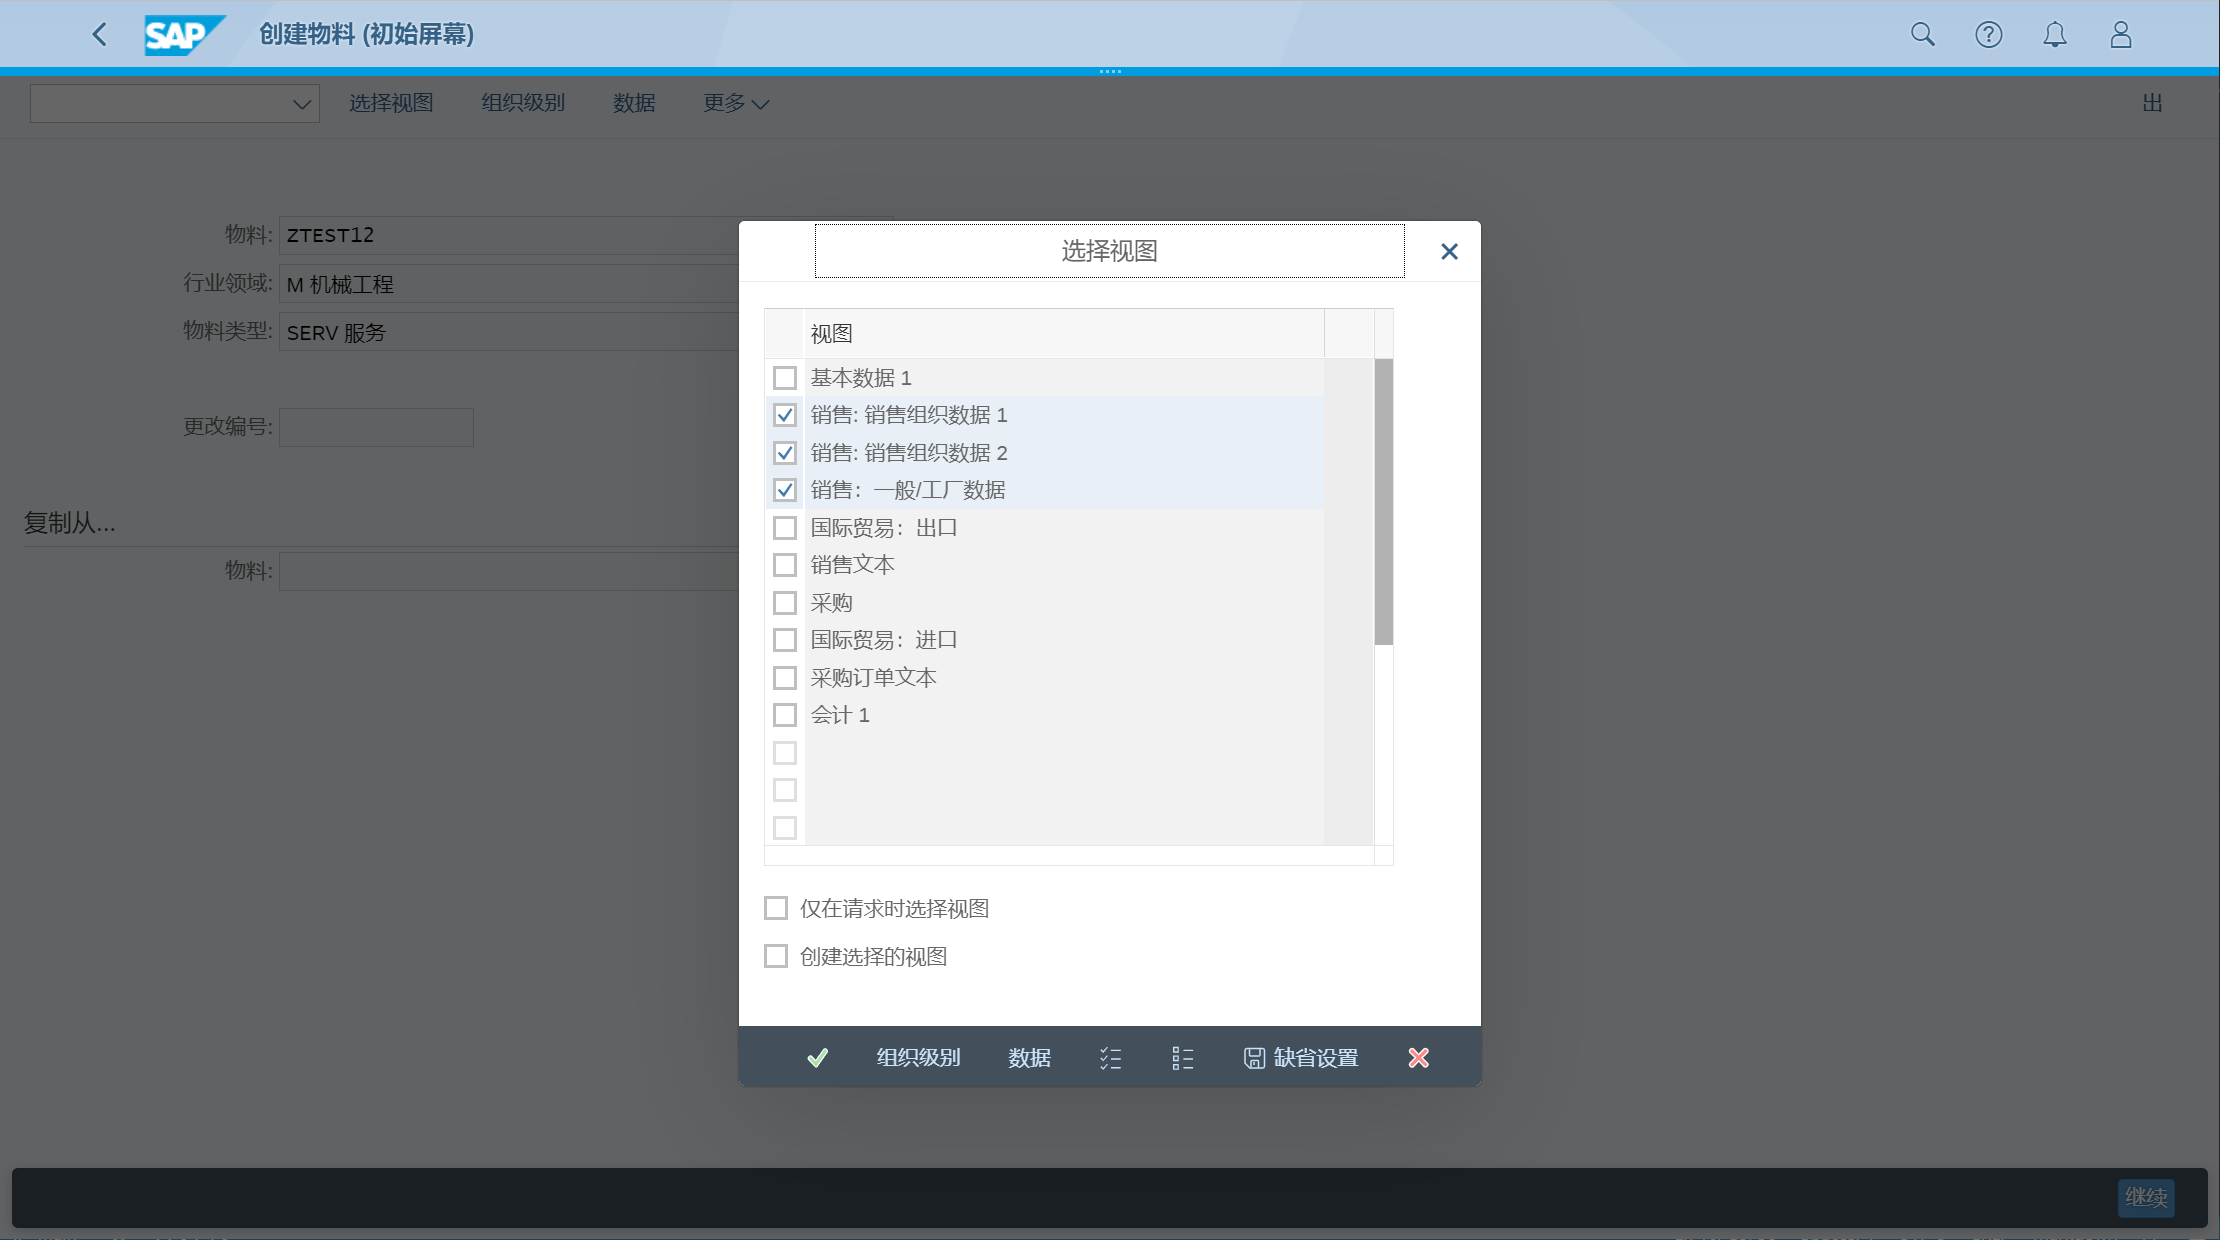 SAP 创建物料 (初始屏幕)
选择视图 组织级别 数据 更多 出
物料: ZTEST12
行业领域: M 机械工程
物料类型: SERV 服务
更改编号:
复制从...
物料:
选择视图
视图
基本数据 1
销售: 销售组织数据 1
销售: 销售组织数据 2
销售：一般/工厂数据
国际贸易：出口
销售文本
采购
国际贸易：进口
采购订单文本
会计 1
仅在请求时选择视图
创建选择的视图
组织级别 数据 缺省设置
继续